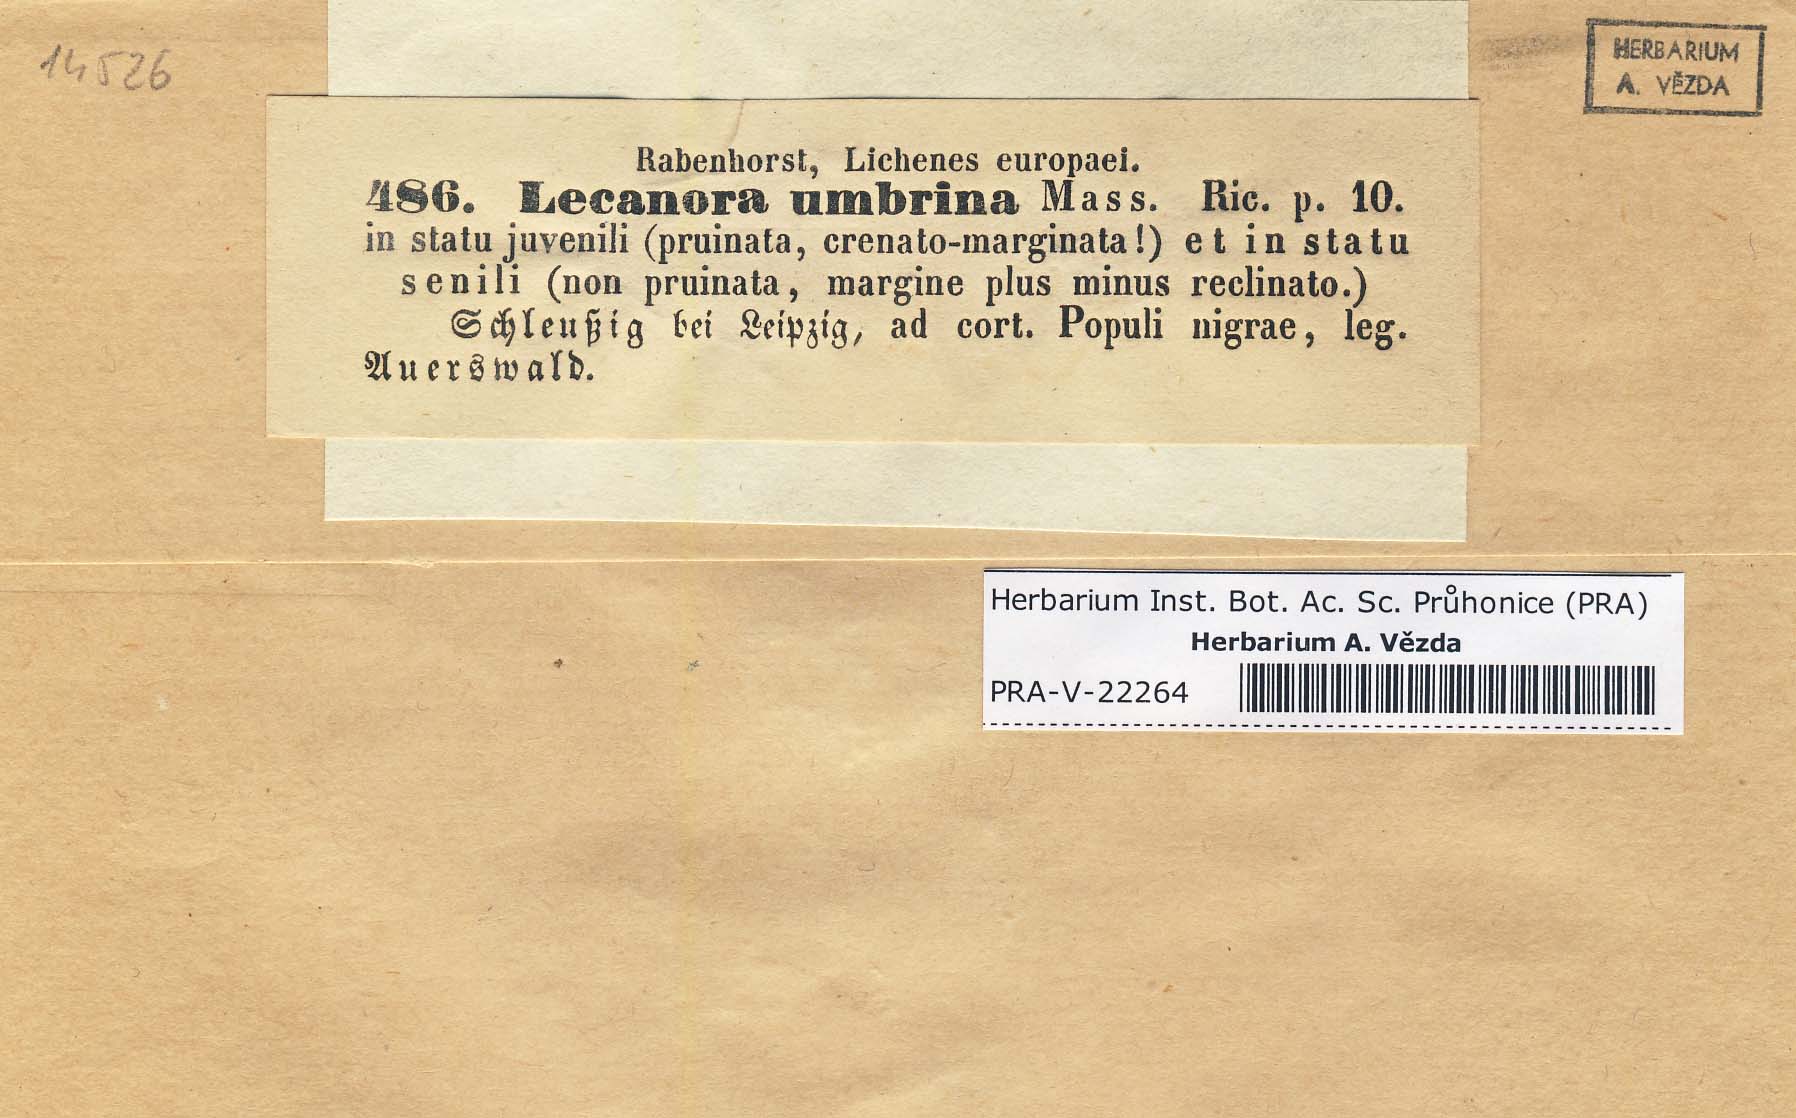 14526
HERBARIUM
A. VĚZDA
Rabenhorst, Lichenes europaei.
486. Lecanora umbrina Mass. Ric. p. 10.
in statu juvenili (pruinata, crenato-marginata!) et in statu
senili (non pruinata, margine plus minus reclinato.)
Schleußig bei Leipzig, ad cort. Populi nigrae, leg.
Auerswald.
Herbarium Inst. Bot. Ac. Sc. Průhonice (PRA)
Herbarium A. Vězda
PRA-V-22264